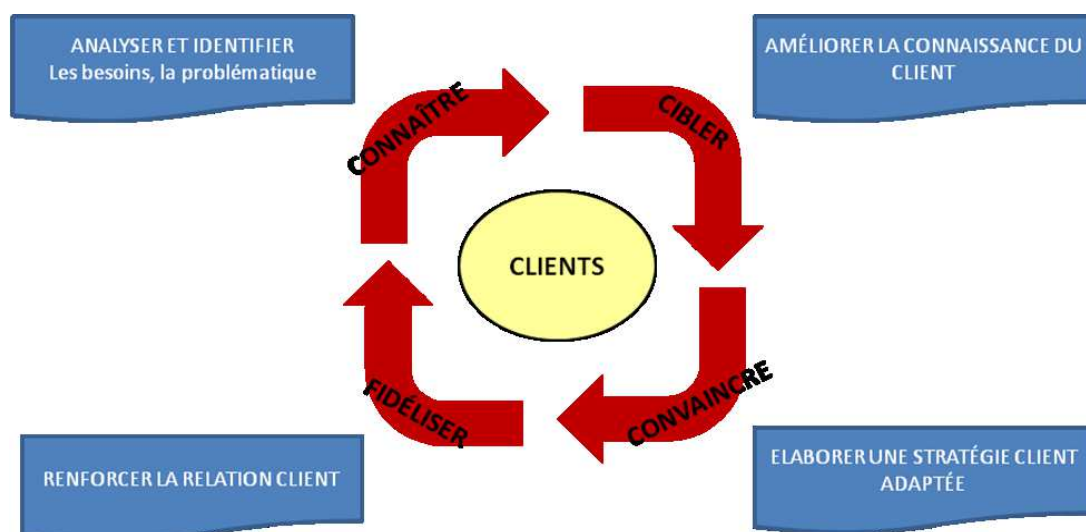 ANALYSER ET IDENTIFIER
Les besoins, la problématique
AMÉLIORER LA CONNAISSANCE DU
CLIENT
CONNAÎTRE
CIBLER
CLIENTS
FIDÉLISER
CONVAINCRE
RENFORCER LA RELATION CLIENT
ELABORER UNE STRATÉGIE CLIENT
ADAPTÉE